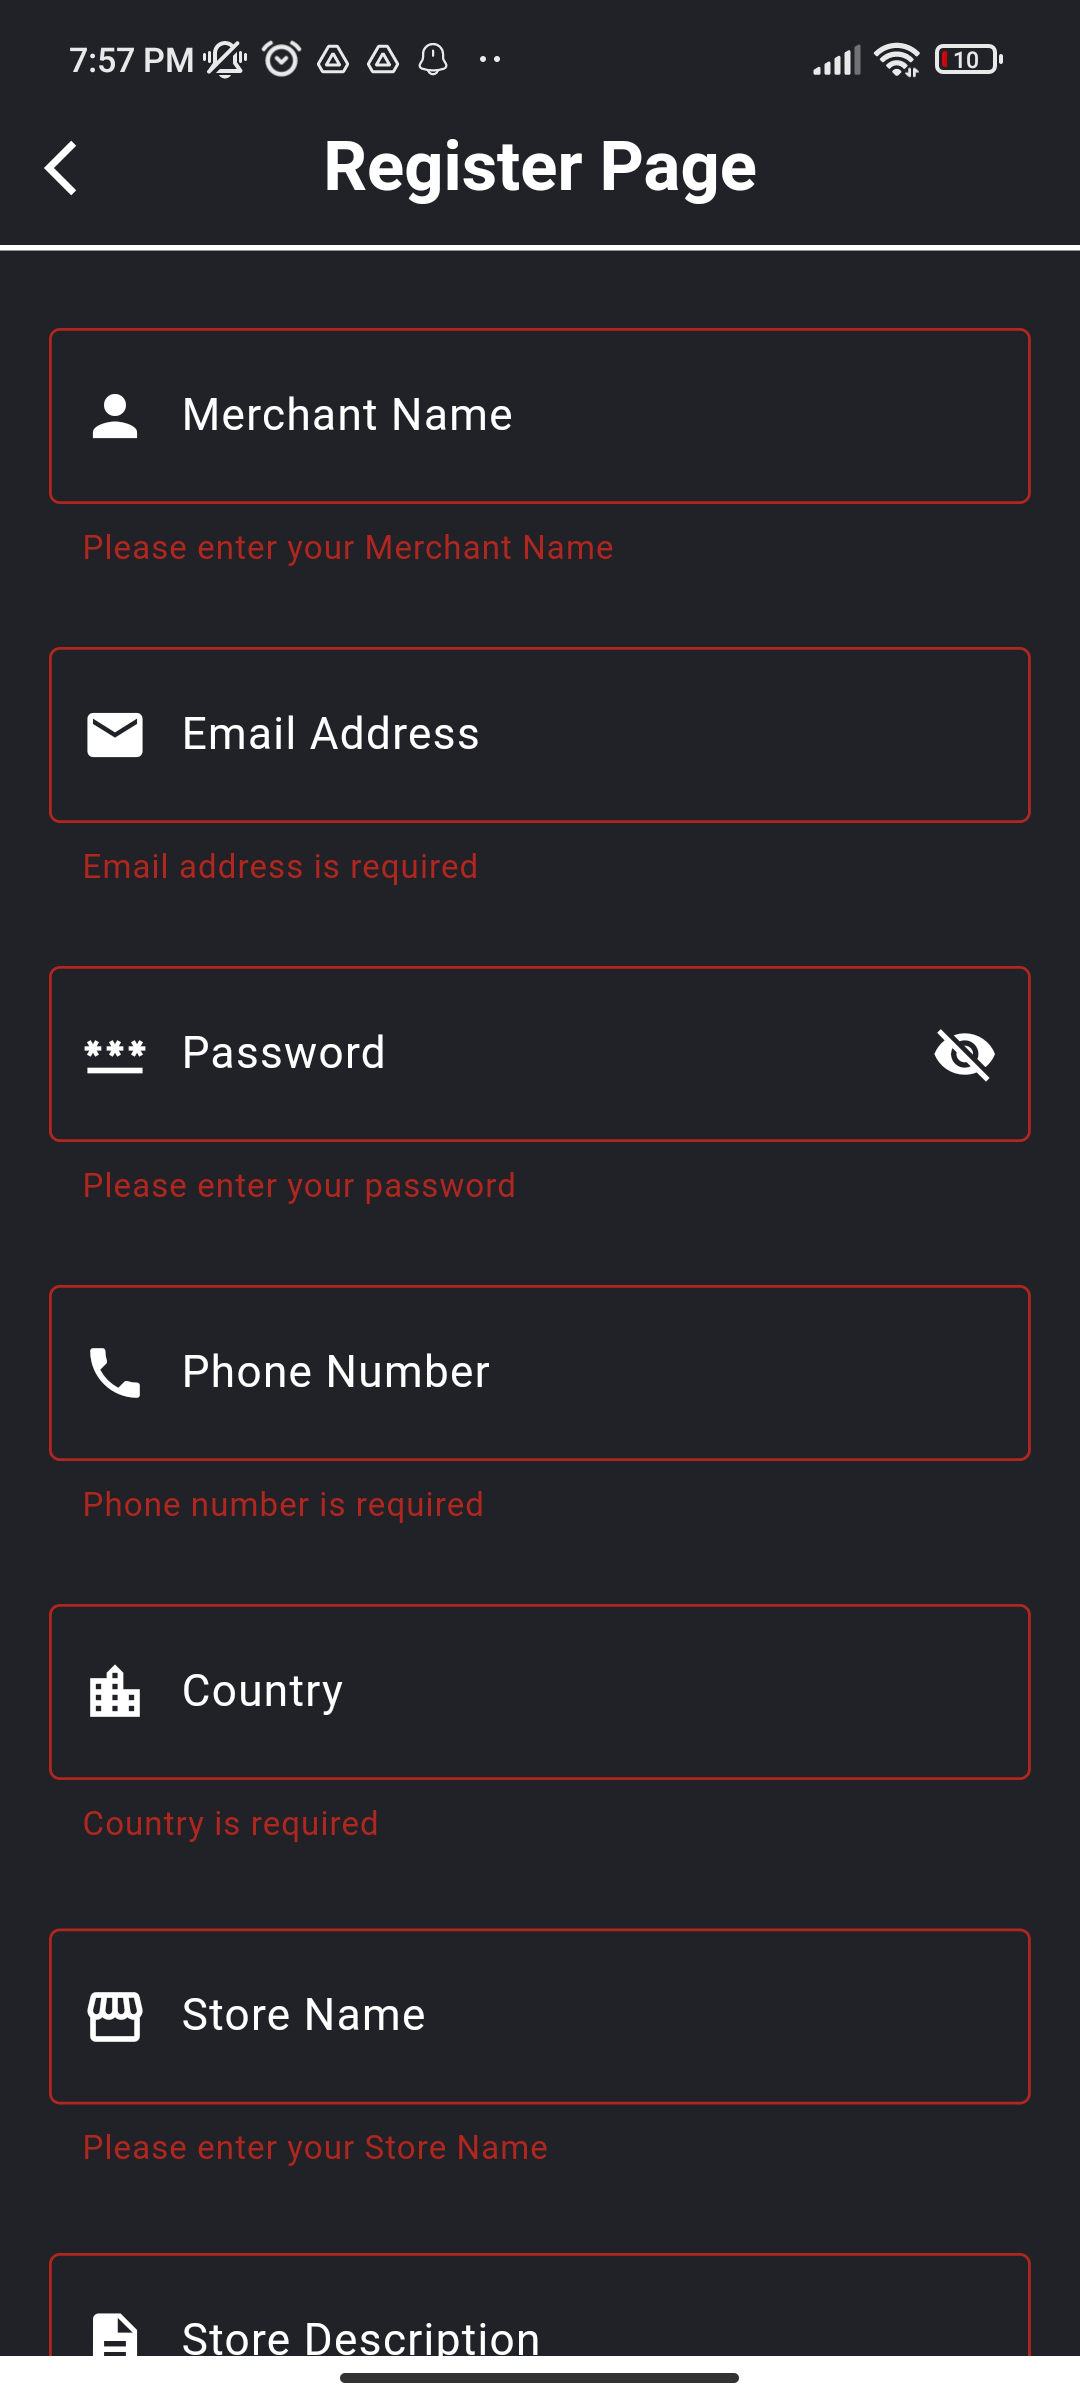 7:57 PM
10
Register Page
Merchant Name
Please enter your Merchant Name
Email Address
Email address is required
Password
Please enter your password
Phone Number
Phone number is required
Country
Country is required
Store Name
Please enter your Store Name
Store Description